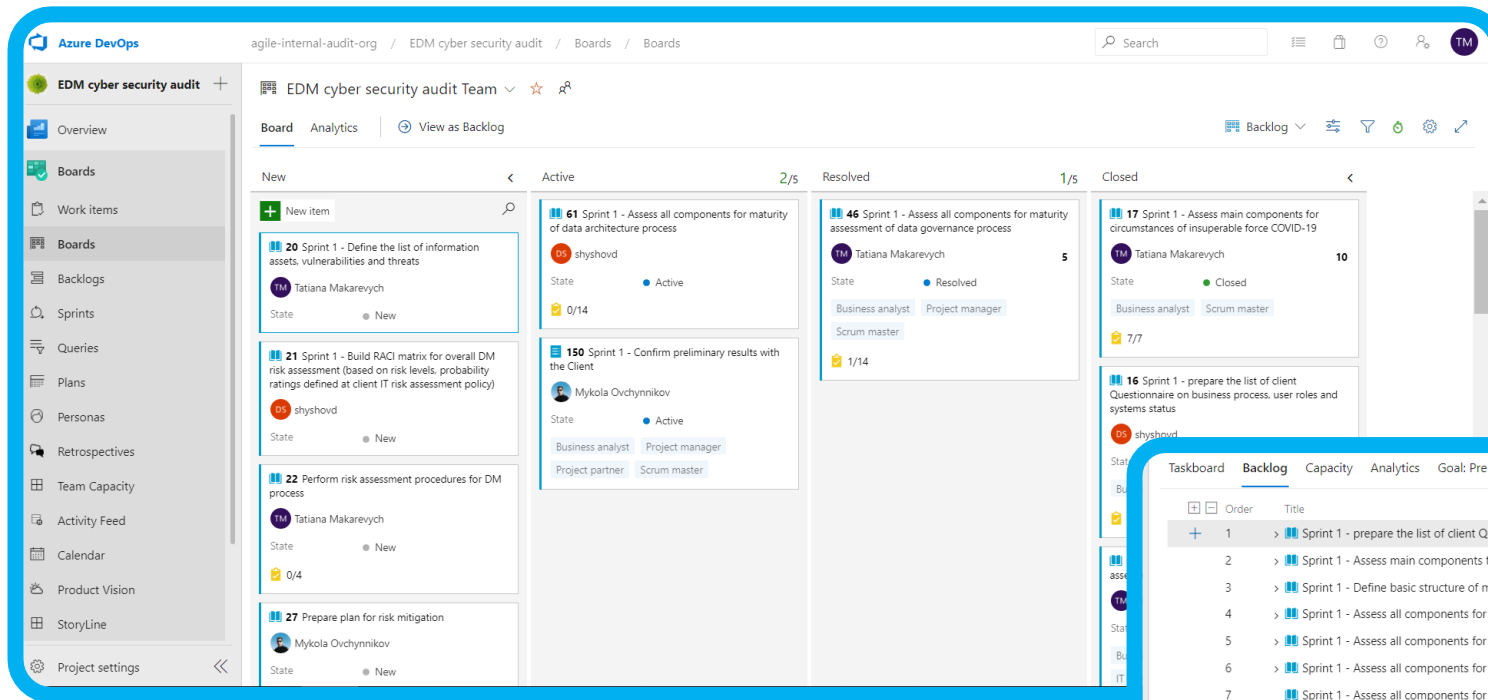 Azure DevOps
agile-internal-audit-org / EDM cyber security audit / Boards / Boards
Search
TM
EDM cyber security audit
Overview
Boards
Work items
Boards
Backlogs
Sprints
Queries
Plans
Personas
Retrospectives
Team Capacity
Activity Feed
Calendar
Product Vision
StoryLine
Project settings
EDM cyber security audit Team
Board Analytics View as Backlog
Backlog
New
New item
20 Sprint 1 - Define the list of information
assets, vulnerabilities and threats
TM Tatiana Makarevych
State New
21 Sprint 1 - Build RACI matrix for overall DM
risk assessment (based on risk levels, probability
ratings defined at client IT risk assessment policy)
DS shyshovd
State New
22 Perform risk assessment procedures for DM
process
TM Tatiana Makarevych
State New
0/4
27 Prepare plan for risk mitigation
Mykola Ovchynnikov
State New
Active 2/5
61 Sprint 1 - Assess all components for maturity
of data architecture process
DS shyshovd
State Active
0/14
150 Sprint 1 - Confirm preliminary results with
the Client
Mykola Ovchynnikov
State Active
Business analyst Project manager
Project partner Scrum master
Resolved 1/5
46 Sprint 1 - Assess all components for maturity
assessment of data governance process
TM Tatiana Makarevych 5
State Resolved
Business analyst Project manager
Scrum master
1/14
Closed
17 Sprint 1 - Assess main components for
circumstances of insuperable force COVID-19
TM Tatiana Makarevych 10
State Closed
Business analyst Scrum master
7/7
16 Sprint 1 - prepare the list of client
Questionnaire on business process, user roles and
systems status
DS shyshovd
Stat
Bu
asse
TM
Stat
Bu
IT
Taskboard Backlog Capacity Analytics Goal: Pre
Order Title
1 Sprint 1 - prepare the list of client Q
2 Sprint 1 - Assess main components f
3 Sprint 1 - Define basic structure of m
4 Sprint 1 - Assess all components for
5 Sprint 1 - Assess all components for
6 Sprint 1 - Assess all components for
7 Sprint 1 - Assess all components for